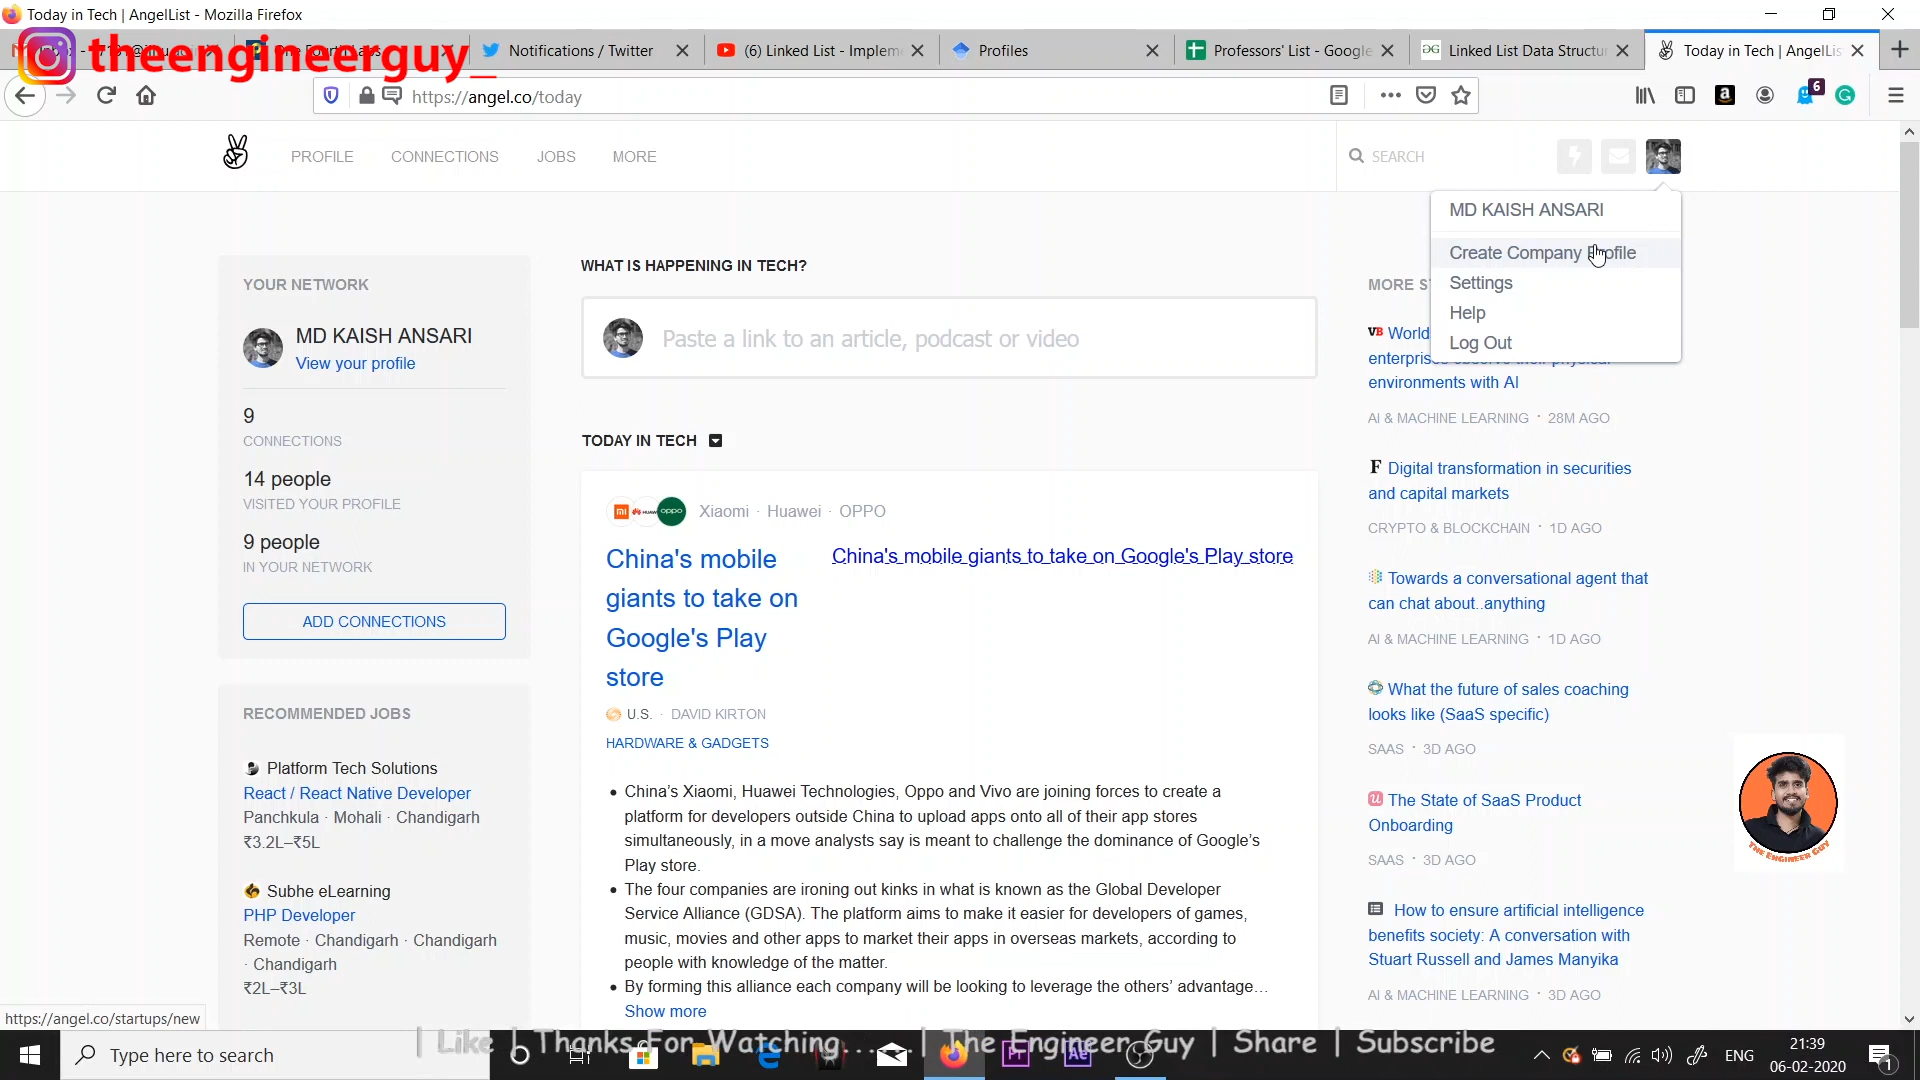 Today in Tech | AngelList - Mozilla Firefox
theengineerguy_
Notifications / Twitter
(6) Linked List - Implem
Profiles
Professors' List - Google
Linked List Data Structur
Today in Tech | AngelLis
https://angel.co/today
6
PROFILE
CONNECTIONS
JOBS
MORE
SEARCH
MD KAISH ANSARI
Create Company Profile
Settings
Help
Log Out
YOUR NETWORK
MD KAISH ANSARI
View your profile
9
CONNECTIONS
14 people
VISITED YOUR PROFILE
9 people
IN YOUR NETWORK
ADD CONNECTIONS
RECOMMENDED JOBS
Platform Tech Solutions
React / React Native Developer
Panchkula · Mohali · Chandigarh
₹3.2L–₹5L
Subhe eLearning
PHP Developer
Remote · Chandigarh · Chandigarh
· Chandigarh
₹2L–₹3L
WHAT IS HAPPENING IN TECH?
Paste a link to an article, podcast or video
TODAY IN TECH
Xiaomi · Huawei · OPPO
China's mobile
giants to take on
Google's Play
store
China's mobile giants to take on Google's Play store
U.S. · DAVID KIRTON
HARDWARE & GADGETS
• China’s Xiaomi, Huawei Technologies, Oppo and Vivo are joining forces to create a
platform for developers outside China to upload apps onto all of their app stores
simultaneously, in a move analysts say is meant to challenge the dominance of Google’s
Play store.
• The four companies are ironing out kinks in what is known as the Global Developer
Service Alliance (GDSA). The platform aims to make it easier for developers of games,
music, movies and other apps to market their apps in overseas markets, according to
people with knowledge of the matter.
• By forming this alliance each company will be looking to leverage the others’ advantage…
Show more
MORE S
World
enterprises
environments with AI
AI & MACHINE LEARNING · 28M AGO
Digital transformation in securities
and capital markets
CRYPTO & BLOCKCHAIN · 1D AGO
Towards a conversational agent that
can chat about..anything
AI & MACHINE LEARNING · 1D AGO
What the future of sales coaching
looks like (SaaS specific)
SAAS · 3D AGO
The State of SaaS Product
Onboarding
SAAS · 3D AGO
How to ensure artificial intelligence
benefits society: A conversation with
Stuart Russell and James Manyika
AI & MACHINE LEARNING · 3D AGO
THE ENGINEER GUY
https://angel.co/startups/new
| Like | Thanks For Watching...... | The Engineer Guy | Share | Subscribe
Type here to search
ENG
21:39
06-02-2020
1